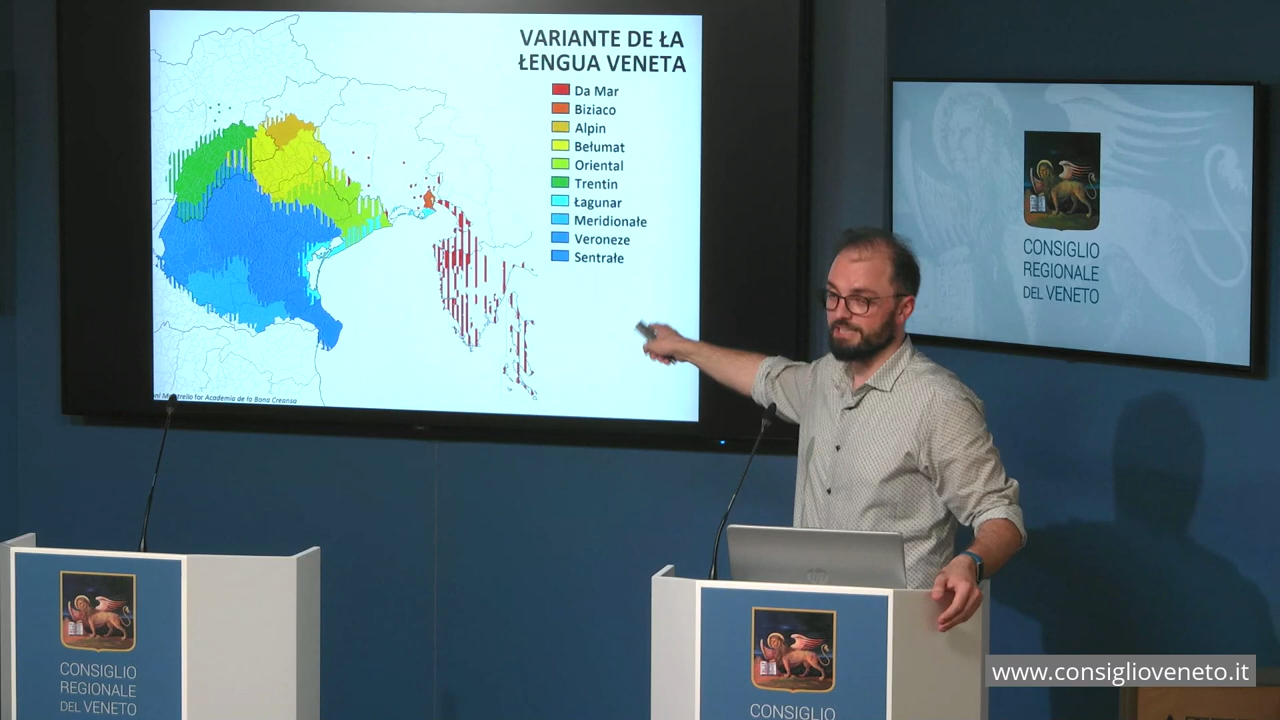 VARIANTE DE ŁA
ŁENGUA VENETA
Da Mar
Biziaco
Alpin
Bełumat
Oriental
Trentin
Łagunar
Meridionałe
Veroneze
Sentrałe
for Academia de ła Bona Creansa
CONSIGLIO
REGIONALE
DEL VENETO
CONSIGLIO
REGIONALE
DEL VENETO
CONSIGLIO
www.consiglioveneto.it